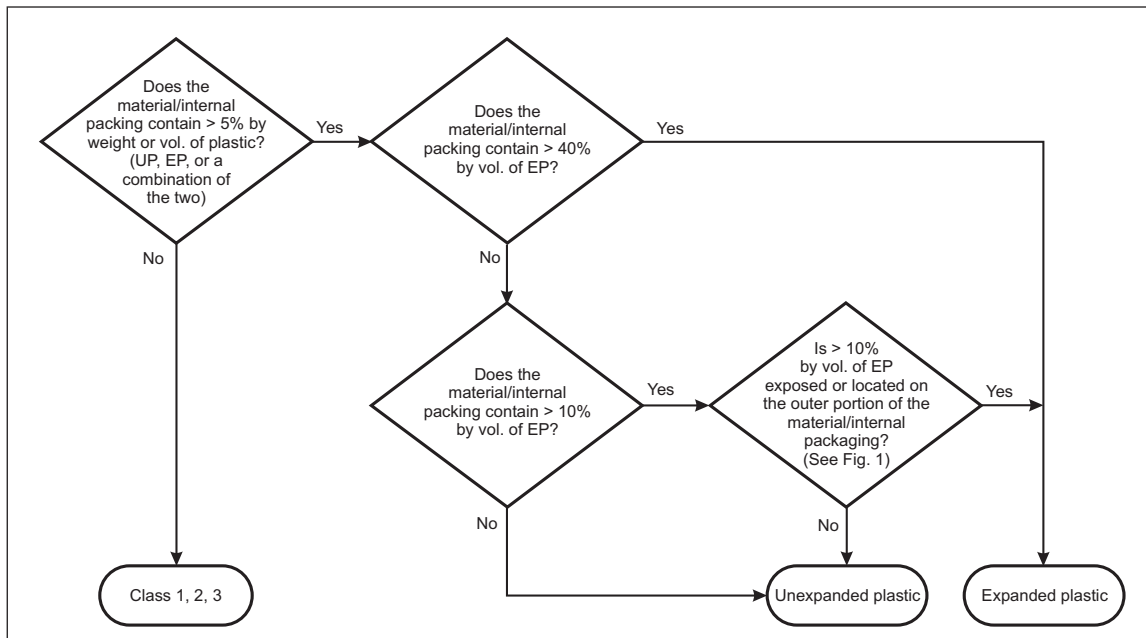 Does the
material/internal
packing contain > 5% by
weight or vol. of plastic?
(UP, EP, or a
combination of
the two)
Yes
Does the
material/internal
packing contain > 40%
by vol. of EP?
Yes
No
No
Does the
material/internal
packing contain > 10%
by vol. of EP?
Yes
Is > 10%
by vol. of EP
exposed or located on
the outer portion of the
material/internal
packaging?
(See Fig. 1)
Yes
No
No
Class 1, 2, 3
Unexpanded plastic
Expanded plastic